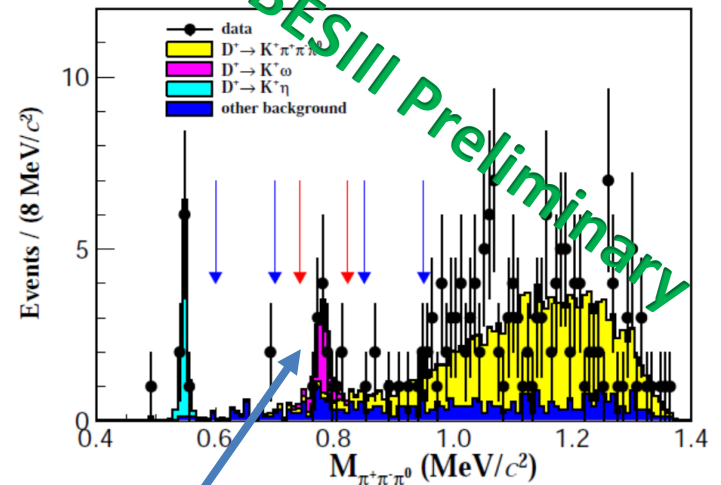 BESIII Preliminary
data
D⁺→ K⁺π⁺π⁻π⁰
D⁺→ K⁺ω
D⁺→ K⁺η
other background
Events / (8 MeV/c²)
10
5
0
0.4 0.6 0.8 1.0 1.2 1.4
M_π⁺π⁻π⁰ (MeV/c²)